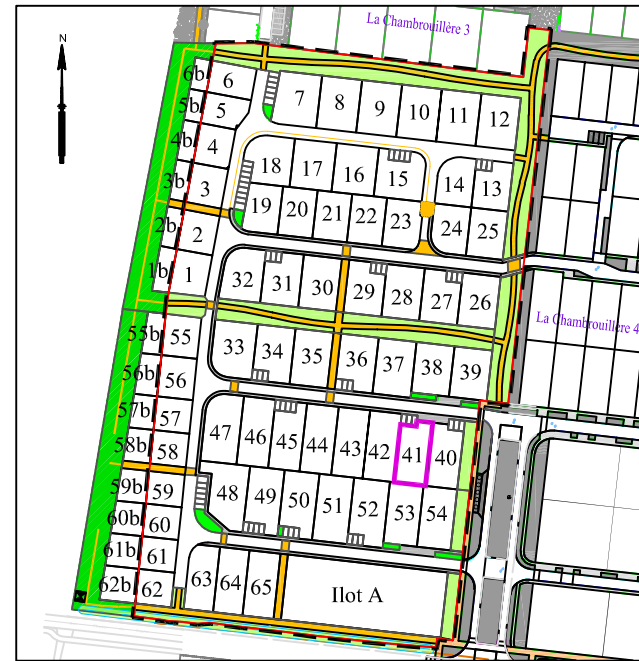 La Chambrouillère 3
N
6b 6
5b 5
4b 4
3b 3
2b 2
1b 1
7 8 9 10 11 12
18 17 16 15 14 13
19 20 21 22 23 24 25
32 31 30 29 28 27 26
La Chambrouillère 4
55b 55
56b 56
57b 57
58b 58
59b 59
60b 60
61b 61
62b 62
33 34 35 36 37 38 39
47 46 45 44 43 42 41 40
48 49 50 51 52 53 54
63 64 65 Ilot A